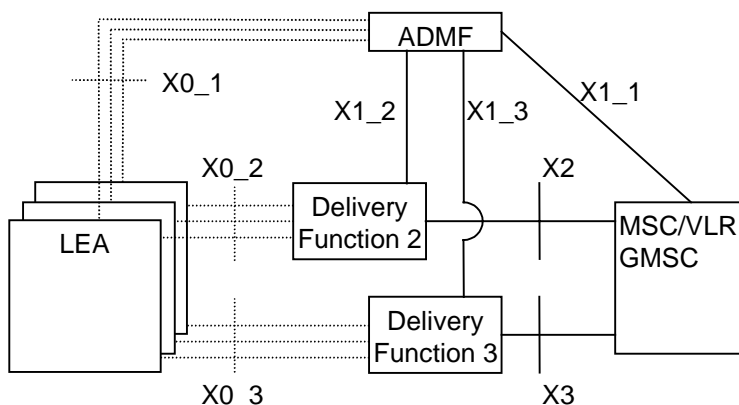 ADMF
X0_1
X1_2
X1_3
X1_1
X0_2
X2
Delivery
Function 2
MSC/VLR
GMSC
LEA
Delivery
Function 3
X0_3
X3